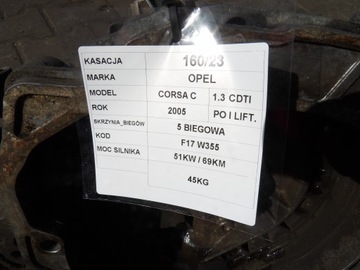 KASACJA 160/23
MARKA OPEL
MODEL CORSA C 1.3 CDTI
ROK 2005 PO I LIFT.
SKRZYNIA_BIEGÓW 5 BIEGOWA
KOD F17 W355
MOC SILNIKA 51KW / 69KM
45KG